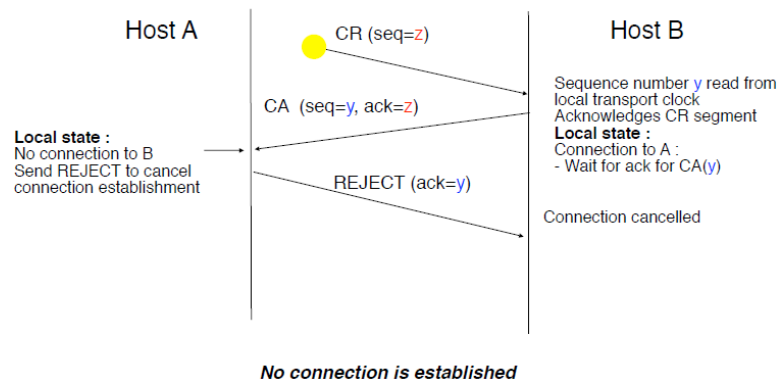 Host A
CR (seq=z)
Host B
Sequence number y read from
local transport clock
Acknowledges CR segment
Local state :
Connection to A :
- Wait for ack for CA(y)
CA (seq=y, ack=z)
Local state :
No connection to B
Send REJECT to cancel
connection establishment
REJECT (ack=y)
Connection cancelled
No connection is established